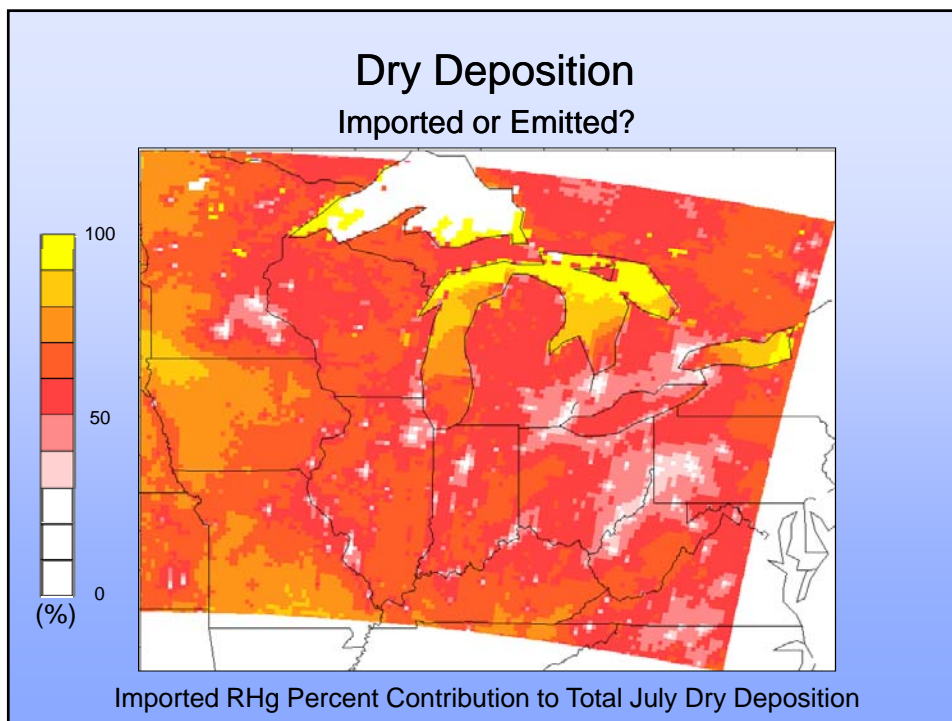 Dry Deposition
Imported or Emitted?
100
50
0
(%)
Imported RHg Percent Contribution to Total July Dry Deposition